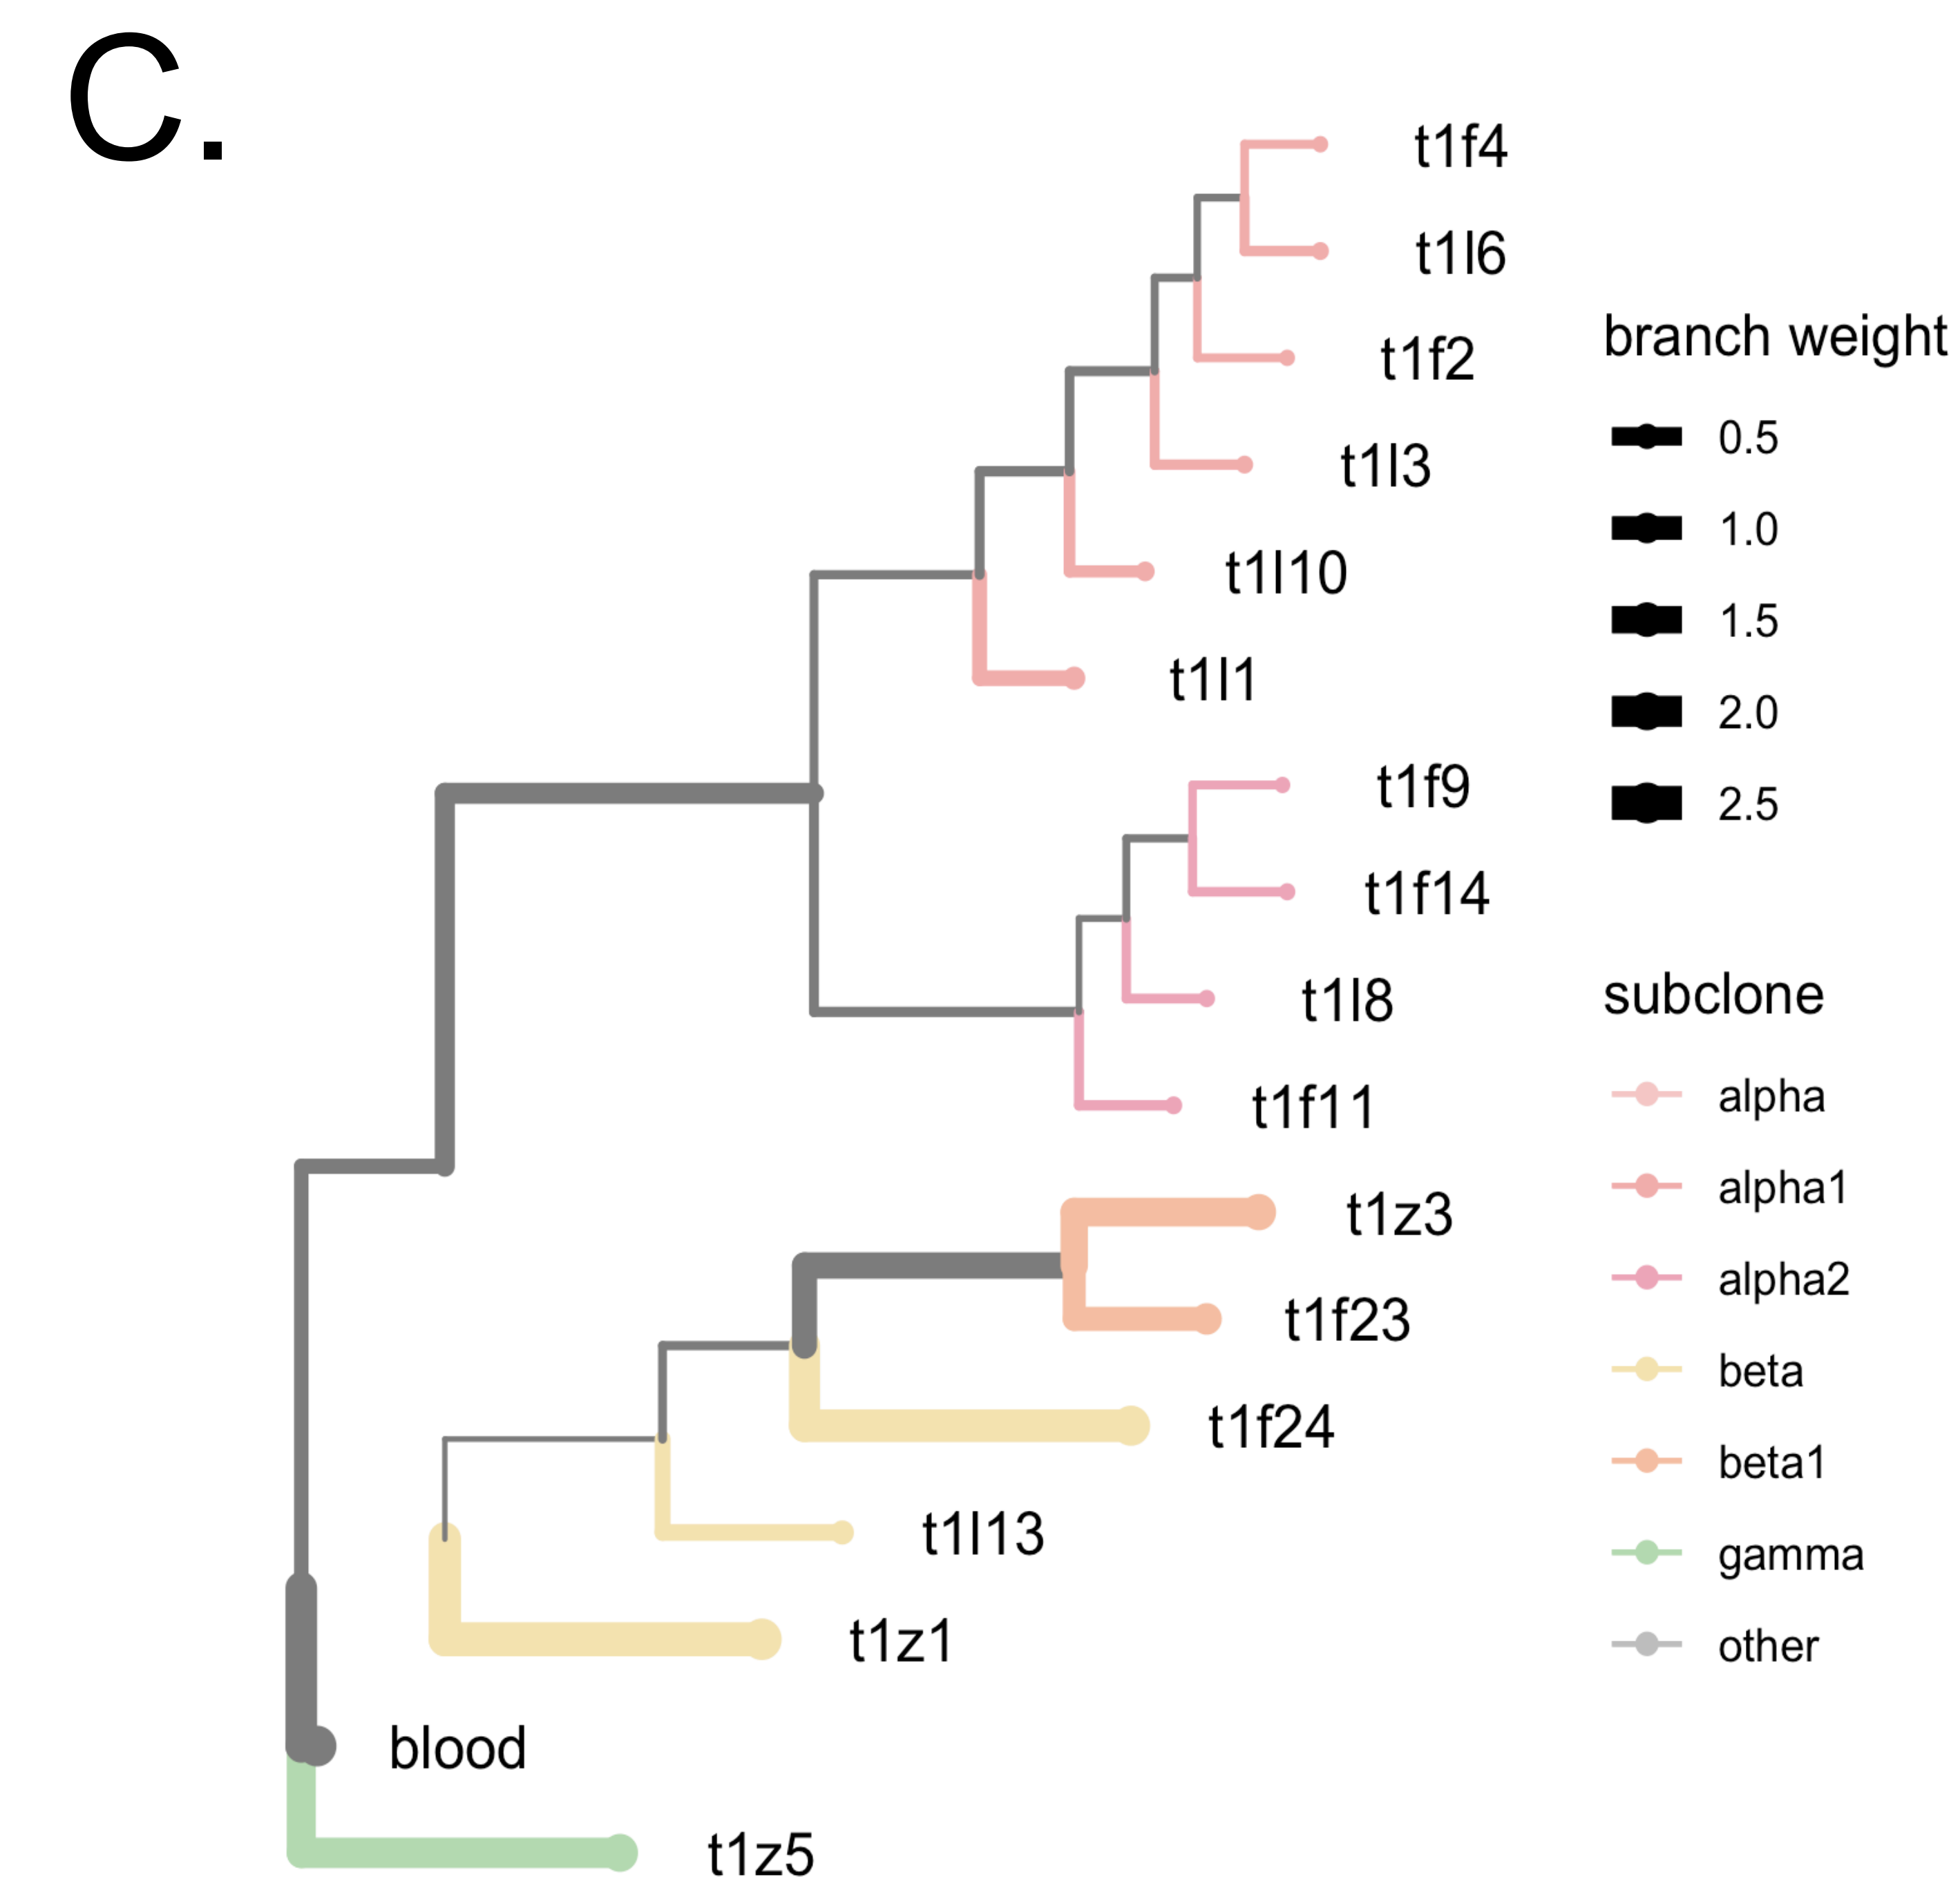 C.
t1f4
t1l6
t1f2
t1l3
t1l10
t1l1
t1f9
t1f14
t1l8
t1f11
t1z3
t1f23
t1f24
t1l13
t1z1
blood
t1z5
branch weight
0.5
1.0
1.5
2.0
2.5
subclone
alpha
alpha1
alpha2
beta
beta1
gamma
other